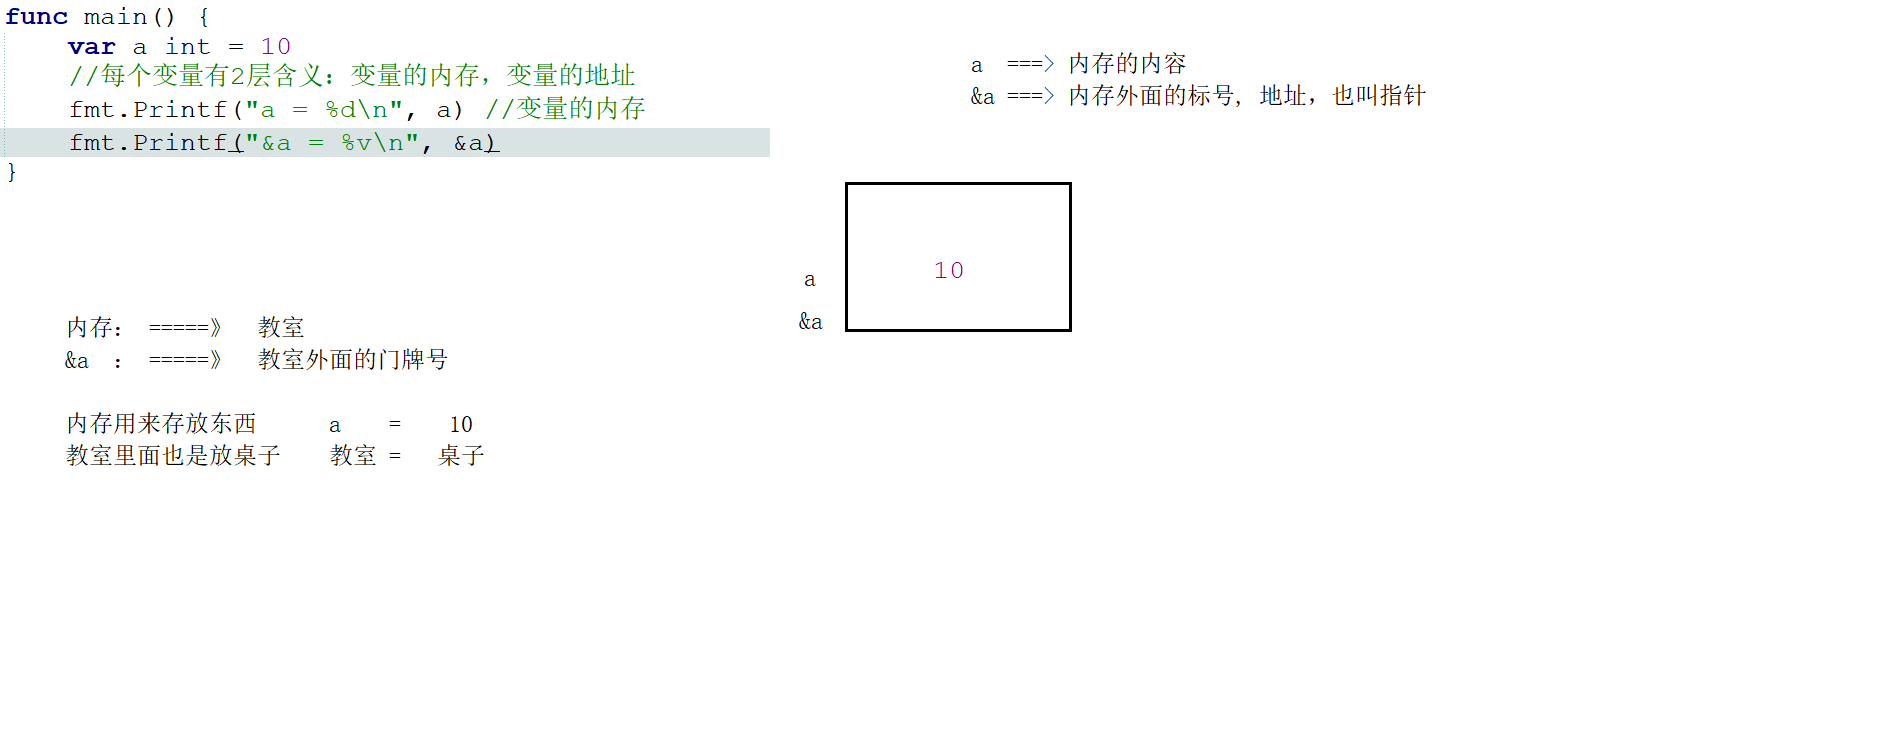 func main() {
var a int = 10
//每个变量有2层含义：变量的内存，变量的地址
fmt.Printf("a = %d\n", a) //变量的内存
fmt.Printf("&a = %v\n", &a)
}
a ===> 内存的内容
&a ===> 内存外面的标号, 地址，也叫指针
10
a
&a
内存： =====》 教室
&a ： =====》 教室外面的门牌号
内存用来存放东西 a = 10
教室里面也是放桌子 教室 = 桌子